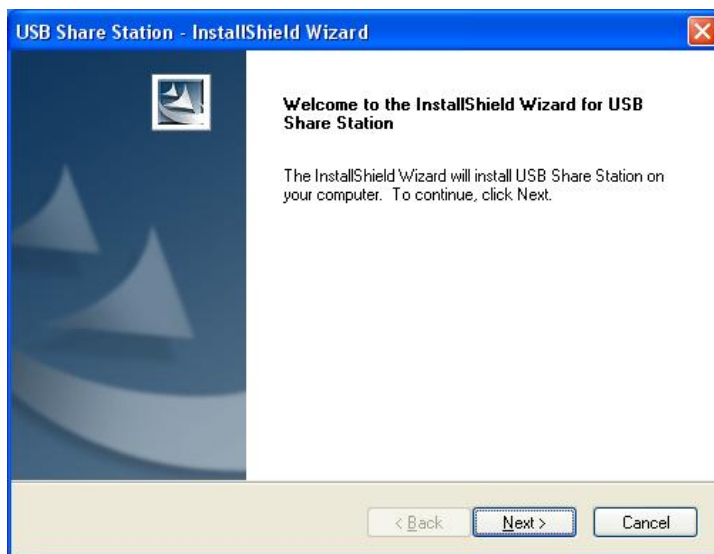 USB Share Station - InstallShield Wizard
Welcome to the InstallShield Wizard for USB
Share Station
The InstallShield Wizard will install USB Share Station on
your computer.  To continue, click Next.
< Back
Next >
Cancel